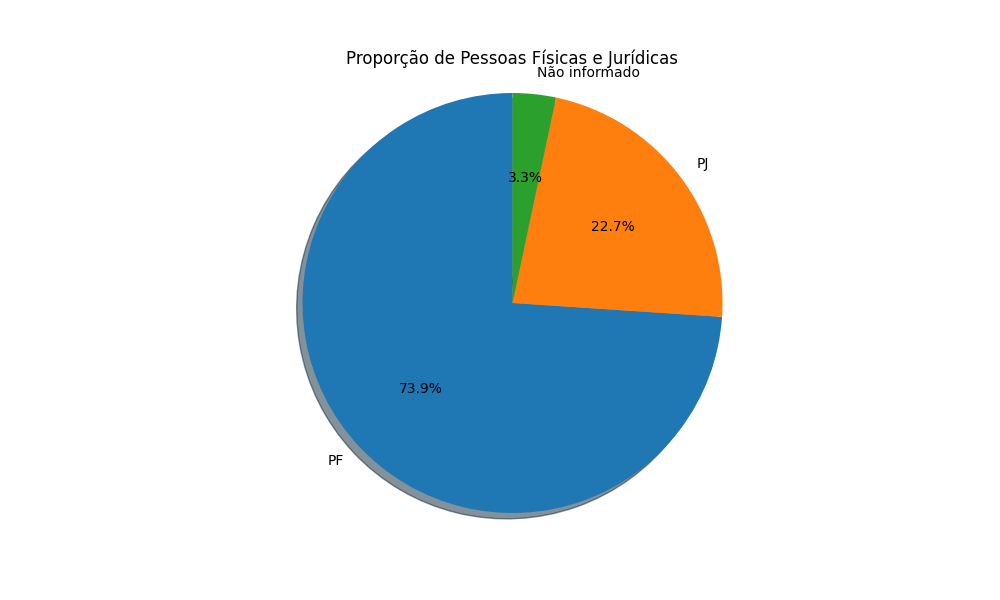 Proporção de Pessoas Físicas e Jurídicas
Não informado
PJ
3.3%
22.7%
73.9%
PF